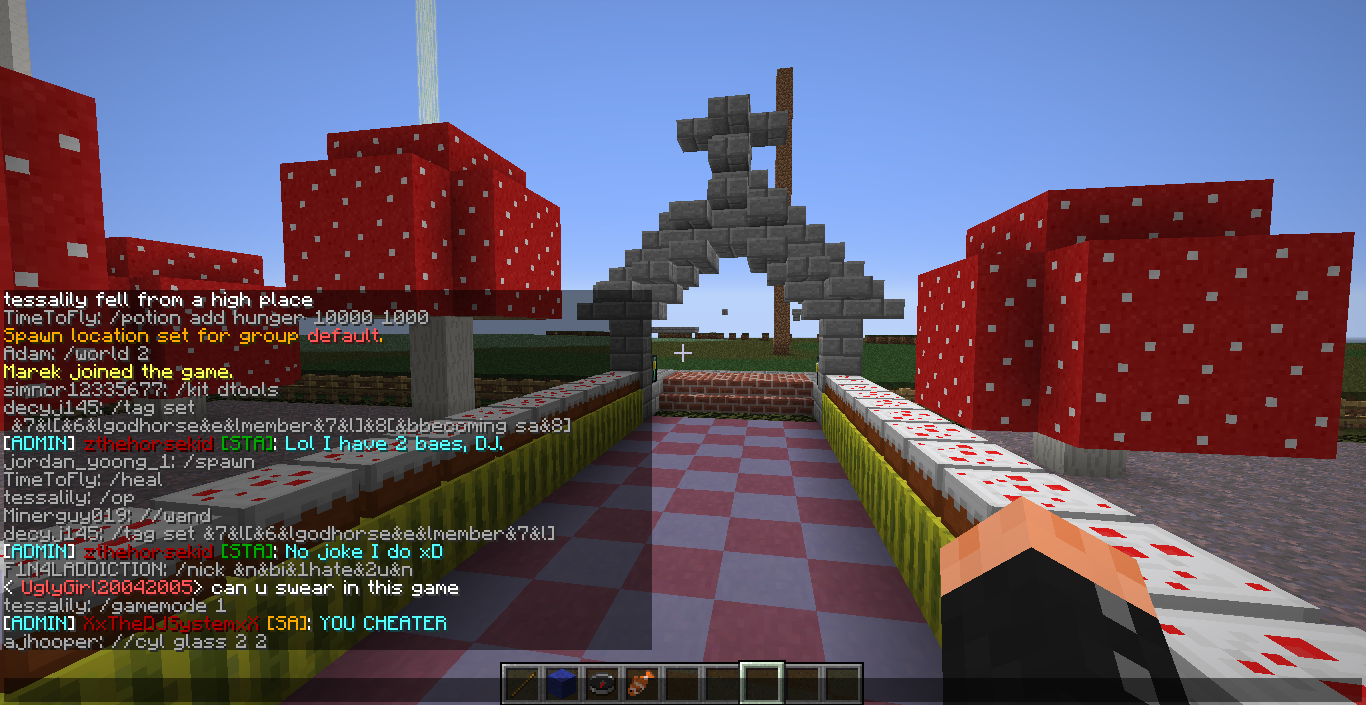 tessalily fell from a high place
TimeToFly: /potion add hunger 10000 1000
Spawn location set for group default.
Adam: /world 2
Marek joined the game.
simnor12335677: /kit dtools
decyj145: /tag set
&7&l[&6&lgodhorse&e&lmember&7&l]&8[&bbecoming sa&8]
[ADMIN] zthehorsekid [STA]: Lol I have 2 baes, DJ.
jordan_yoong_1: /spawn
TimeToFly: /heal
tessalily: /op
Minerguy019: //wand
decyj145: /tag set &7&l[&6&lgodhorse&e&lmember&7&l]
[ADMIN] zthehorsekid [STA]: No joke I do xD
F1N4LADDICTION: /nick &n&bi&1hate&2u&n
< UglyGirl20042005> can u swear in this game
tessalily: /gamemode 1
[ADMIN] XxTheDJSystemxX [SA]: YOU CHEATER
ajhooper: //cyl glass 2 2